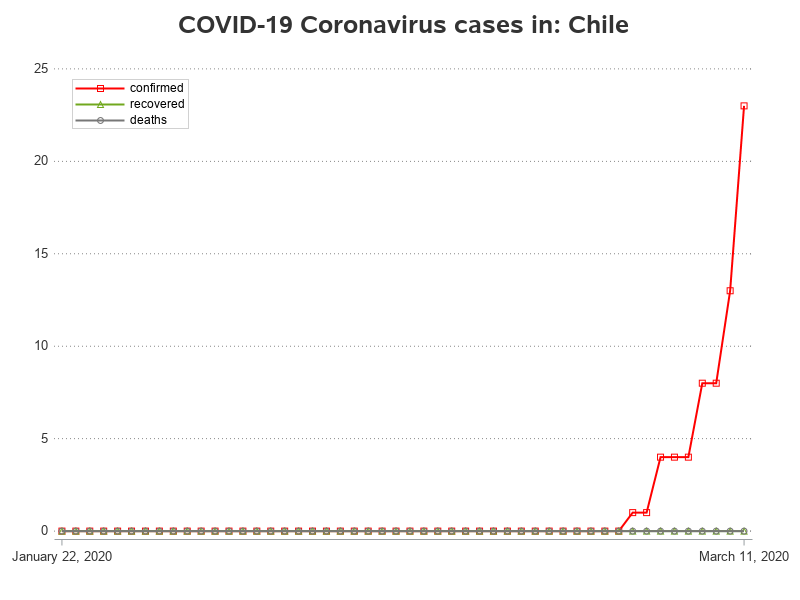 COVID-19 Coronavirus cases in: Chile
25
confirmed
recovered
deaths
20
15
10
5
0
January 22, 2020
March 11, 2020